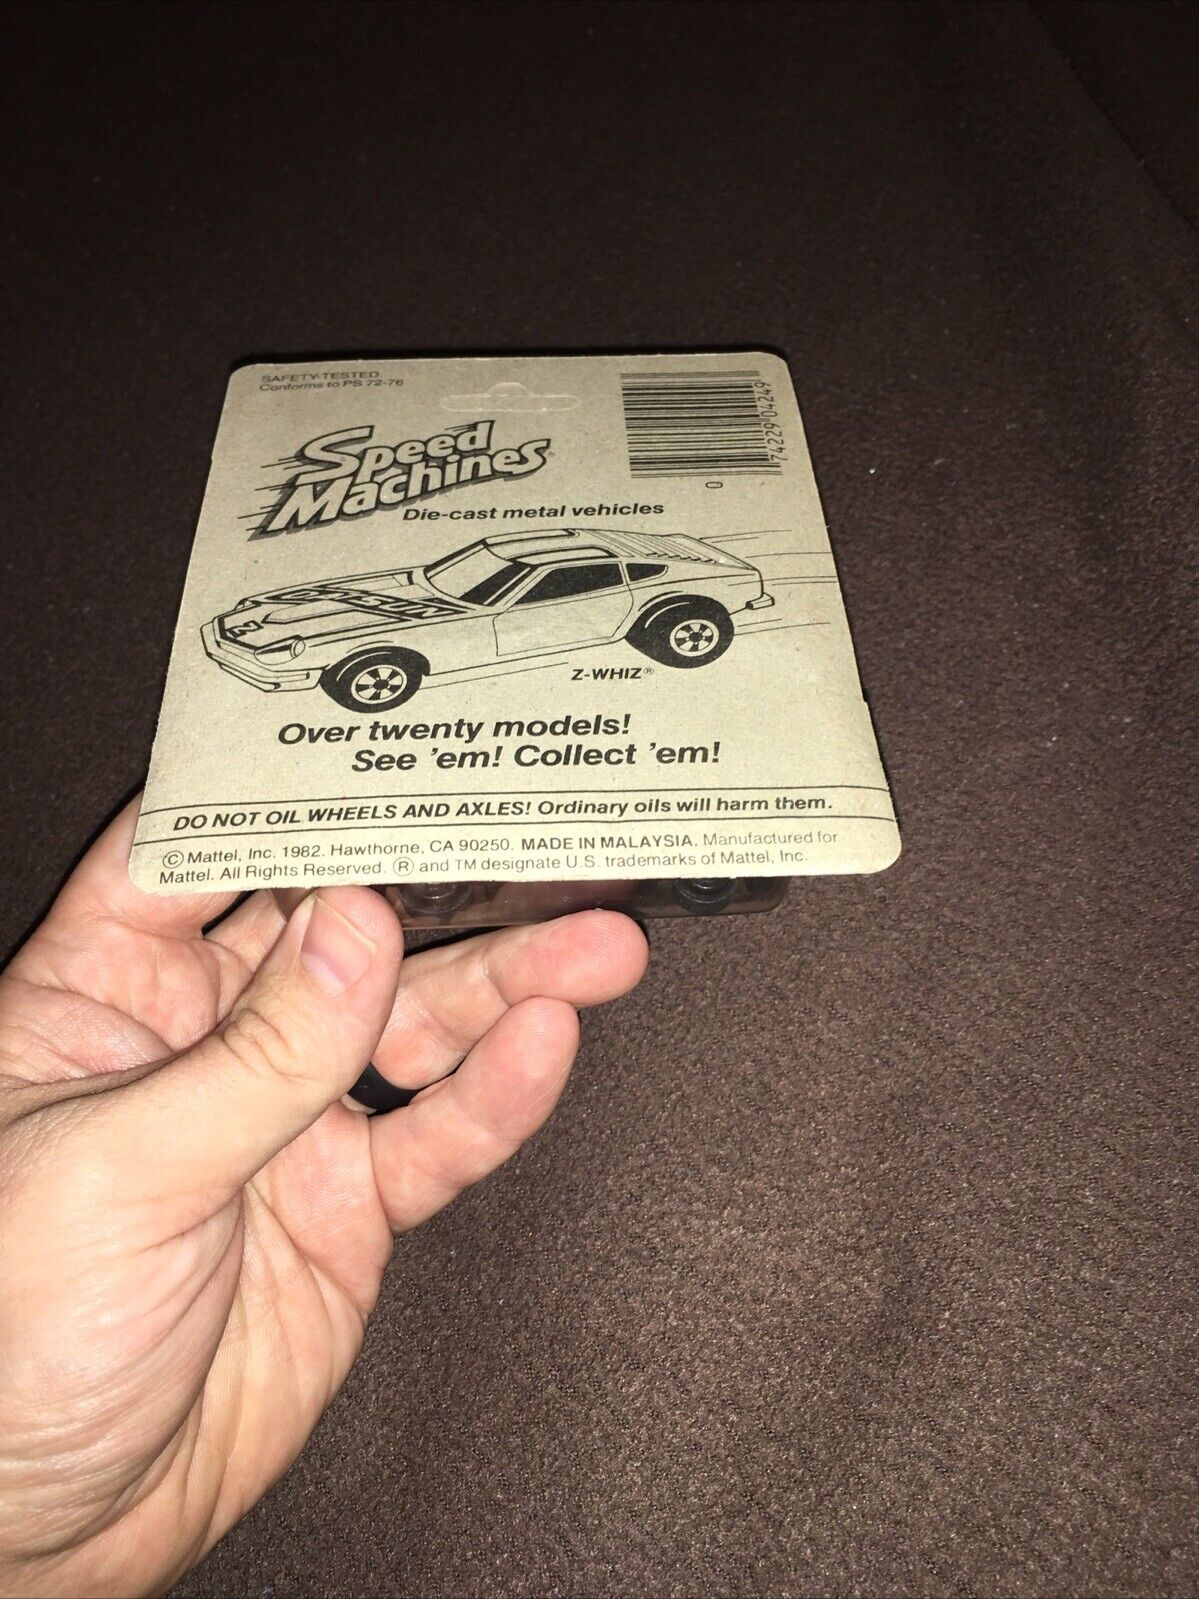 SAFETY-TESTED
Conforms to PS 72-76
74229 04249
0
Speed
Machines®
Die-cast metal vehicles
DATSUN
Z
Z-WHIZ®
Over twenty models!
See 'em! Collect 'em!
DO NOT OIL WHEELS AND AXLES! Ordinary oils will harm them.
© Mattel, Inc. 1982. Hawthorne, CA 90250. MADE IN MALAYSIA. Manufactured for
Mattel. All Rights Reserved. ® and TM designate U.S. trademarks of Mattel, Inc.